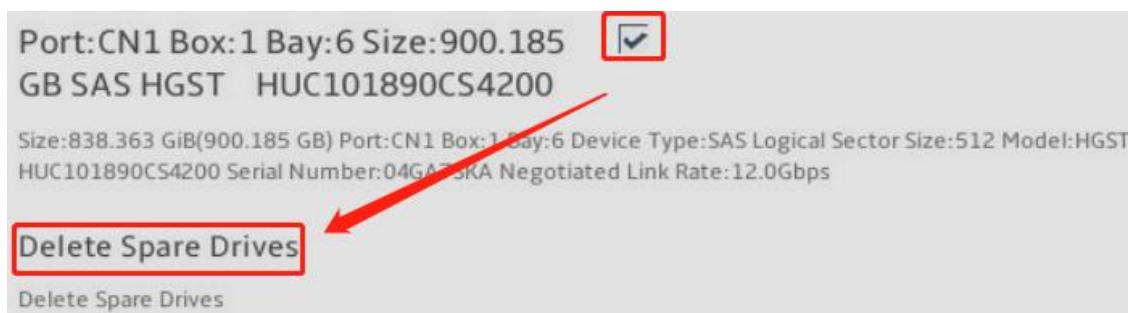 Port:CN1 Box:1 Bay:6 Size:900.185
GB SAS HGST HUC101890CS4200
Size:838.363 GiB(900.185 GB) Port:CN1 Box:1 Bay:6 Device Type:SAS Logical Sector Size:512 Model:HGST
HUC101890CS4200 Serial Number: Negotiated Link Rate:12.0Gbps
Delete Spare Drives
Delete Spare Drives